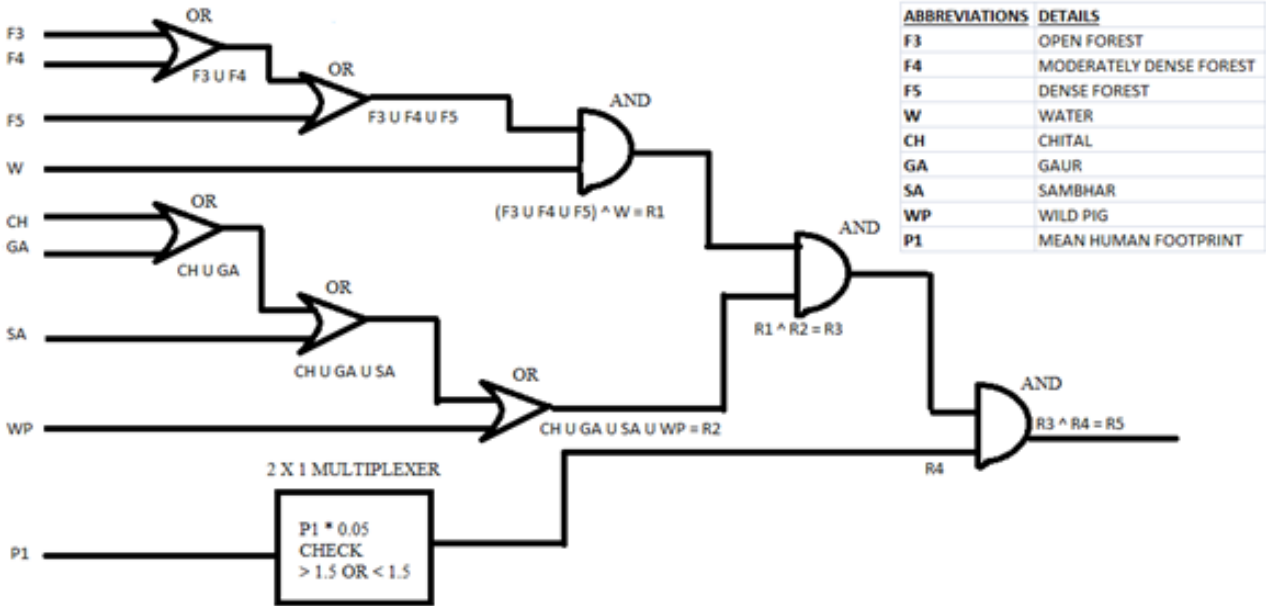 OR
F3
F4
F3 U F4
OR
F5
F3 U F4 U F5
AND
W
(F3 U F4 U F5) ^ W = R1
OR
CH
GA
CH U GA
OR
SA
CH U GA U SA
AND
R1 ^ R2 = R3
OR
WP
CH U GA U SA U WP = R2
AND
R3 ^ R4 = R5
R4
2 X 1 MULTIPLEXER
P1
P1 * 0.05
CHECK
> 1.5 OR < 1.5
ABBREVIATIONS DETAILS
F3 OPEN FOREST
F4 MODERATELY DENSE FOREST
F5 DENSE FOREST
W WATER
CH CHITAL
GA GAUR
SA SAMBHAR
WP WILD PIG
P1 MEAN HUMAN FOOTPRINT